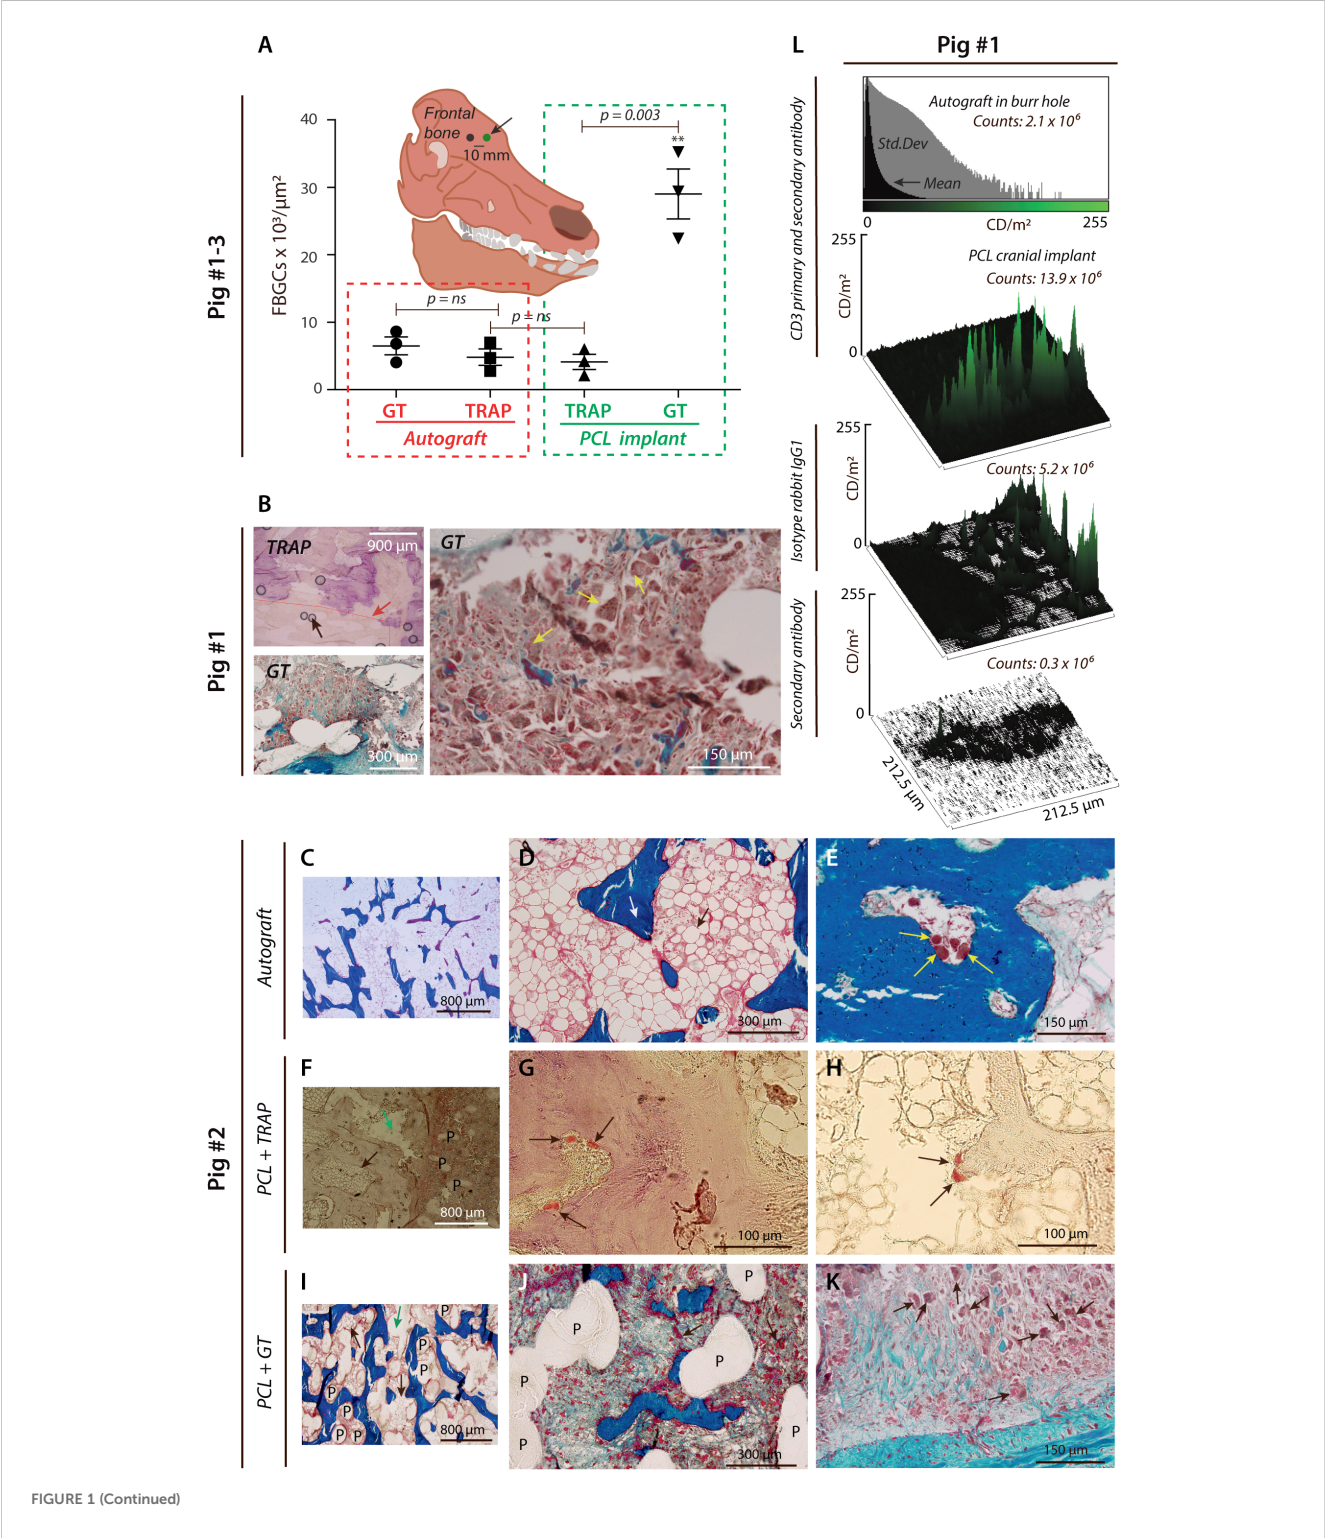 A
Pig #1-3
FBGCs x 10³/µm²
40
30
20
10
0
Frontal
bone
10 mm
p = 0.003
**
p = ns
p = ns
GT
TRAP
TRAP
GT
Autograft
PCL implant
B
Pig #1
TRAP
900 µm
GT
300 µm
GT
150 µm
L
Pig #1
CD3 primary and secondary antibody
Autograft in burr hole
Counts: 2.1 x 10⁶
Std.Dev
Mean
0
255
CD/m²
255
CD/m²
0
PCL cranial implant
Counts: 13.9 x 10⁶
Isotype rabbit IgG1
255
CD/m²
0
Counts: 5.2 x 10⁶
Secondary antibody
255
CD/m²
0
Counts: 0.3 x 10⁶
212.5 µm
212.5 µm
Pig #2
Autograft
C
800 µm
D
300 µm
E
150 µm
PCL + TRAP
F
P
P
P
800 µm
G
100 µm
H
100 µm
PCL + GT
I
P
P
P
P
P
P
P
800 µm
J
P
P
P
P
P
P
300 µm
K
150 µm
FIGURE 1 (Continued)